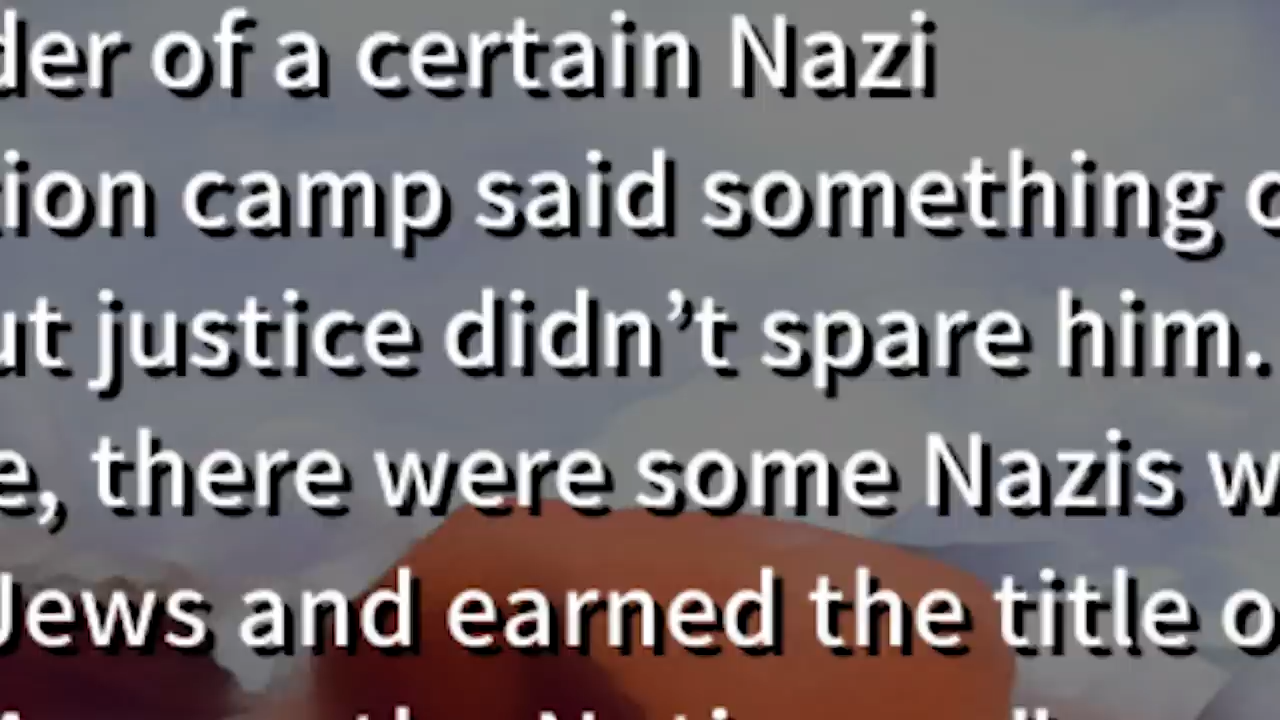 der of a certain Nazi
tion camp said something o
ut justice didn’t spare him.
e, there were some Nazis w
Jews and earned the title o